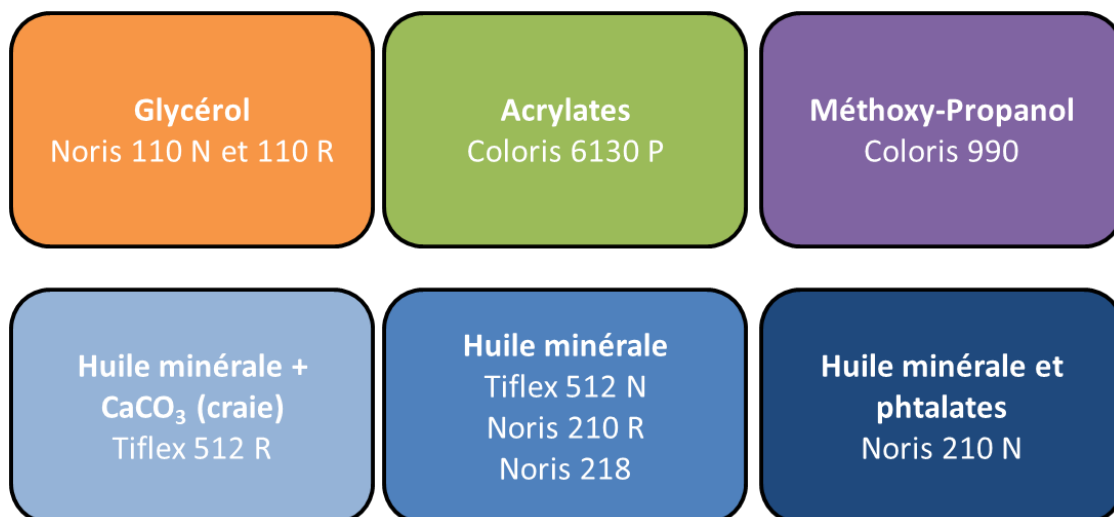 Glycérol
Noris 110 N et 110 R
Acrylates
Coloris 6130 P
Méthoxy-Propanol
Coloris 990
Huile minérale +
CaCO₃ (craie)
Tiflex 512 R
Huile minérale
Tiflex 512 N
Noris 210 R
Noris 218
Huile minérale et
phtalates
Noris 210 N